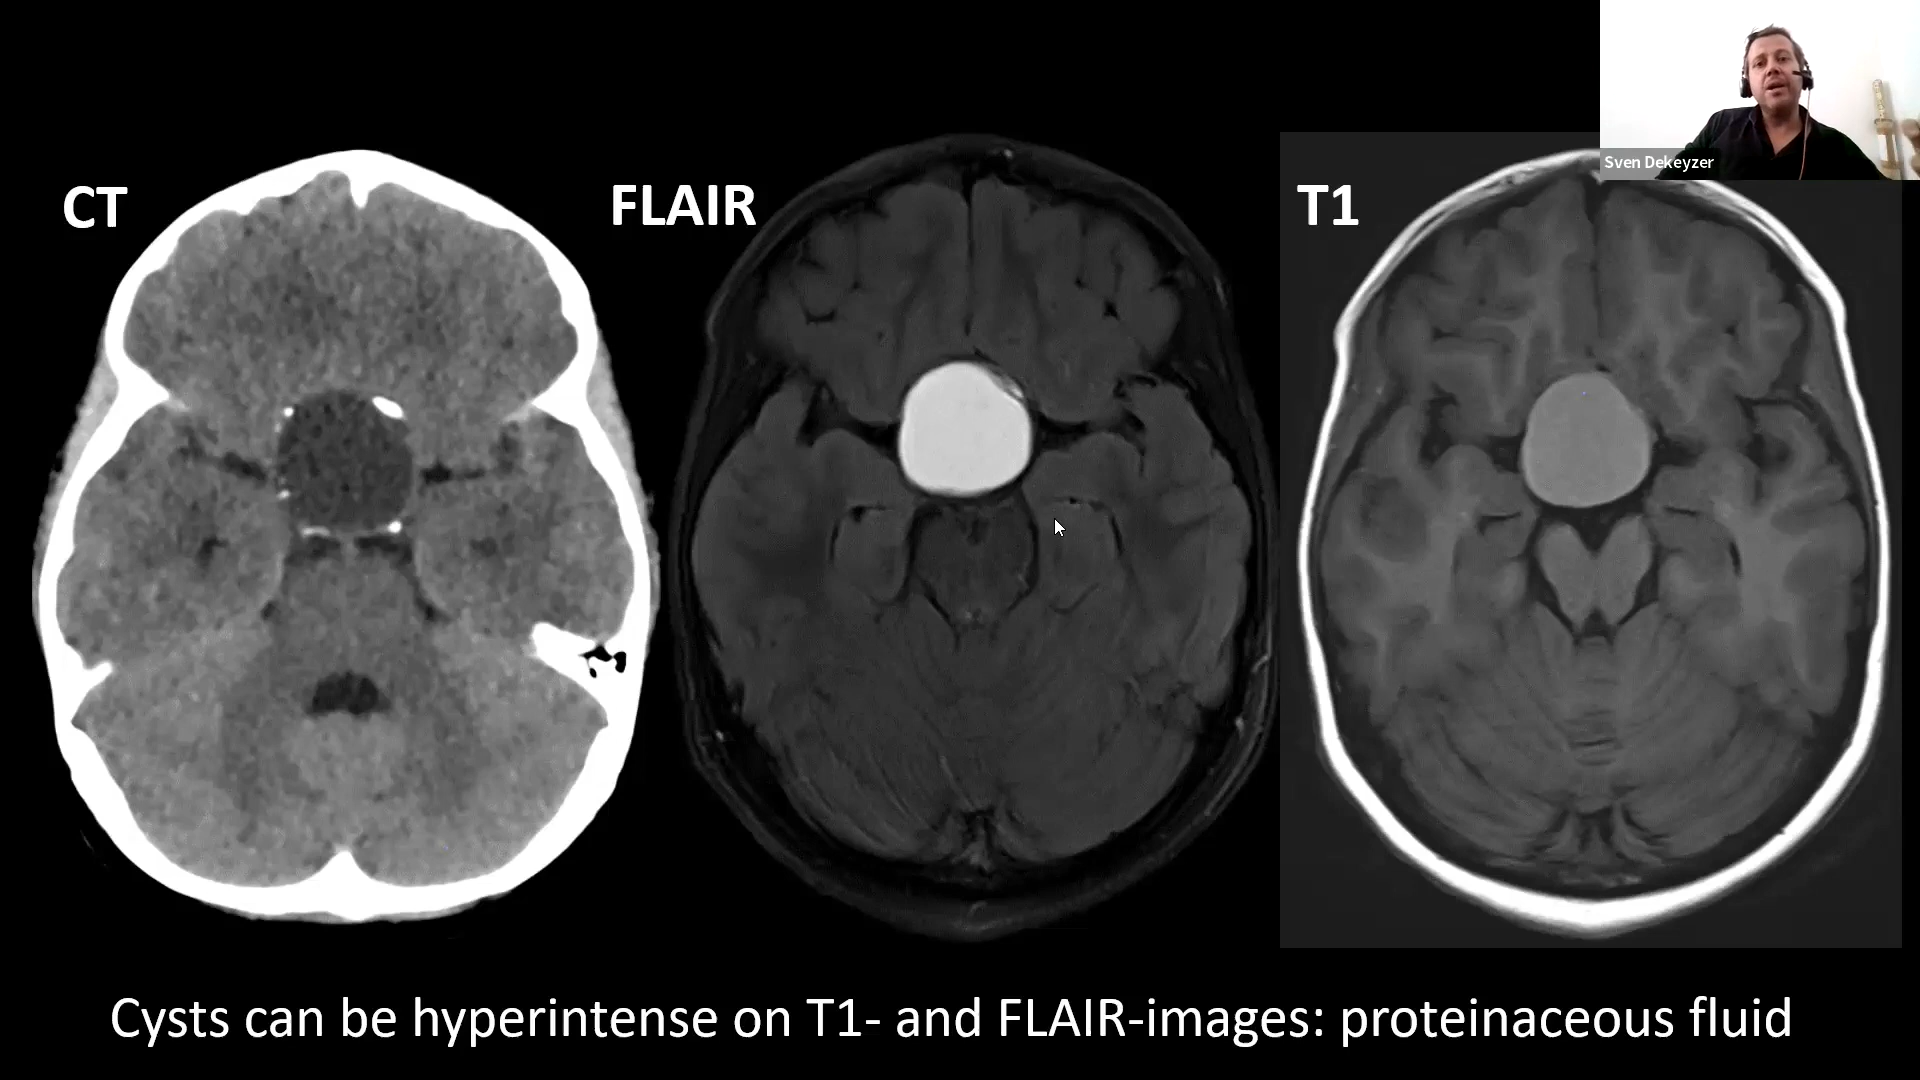 Sven Dekeyzer
CT
FLAIR
T1
Cysts can be hyperintense on T1- and FLAIR-images: proteinaceous fluid